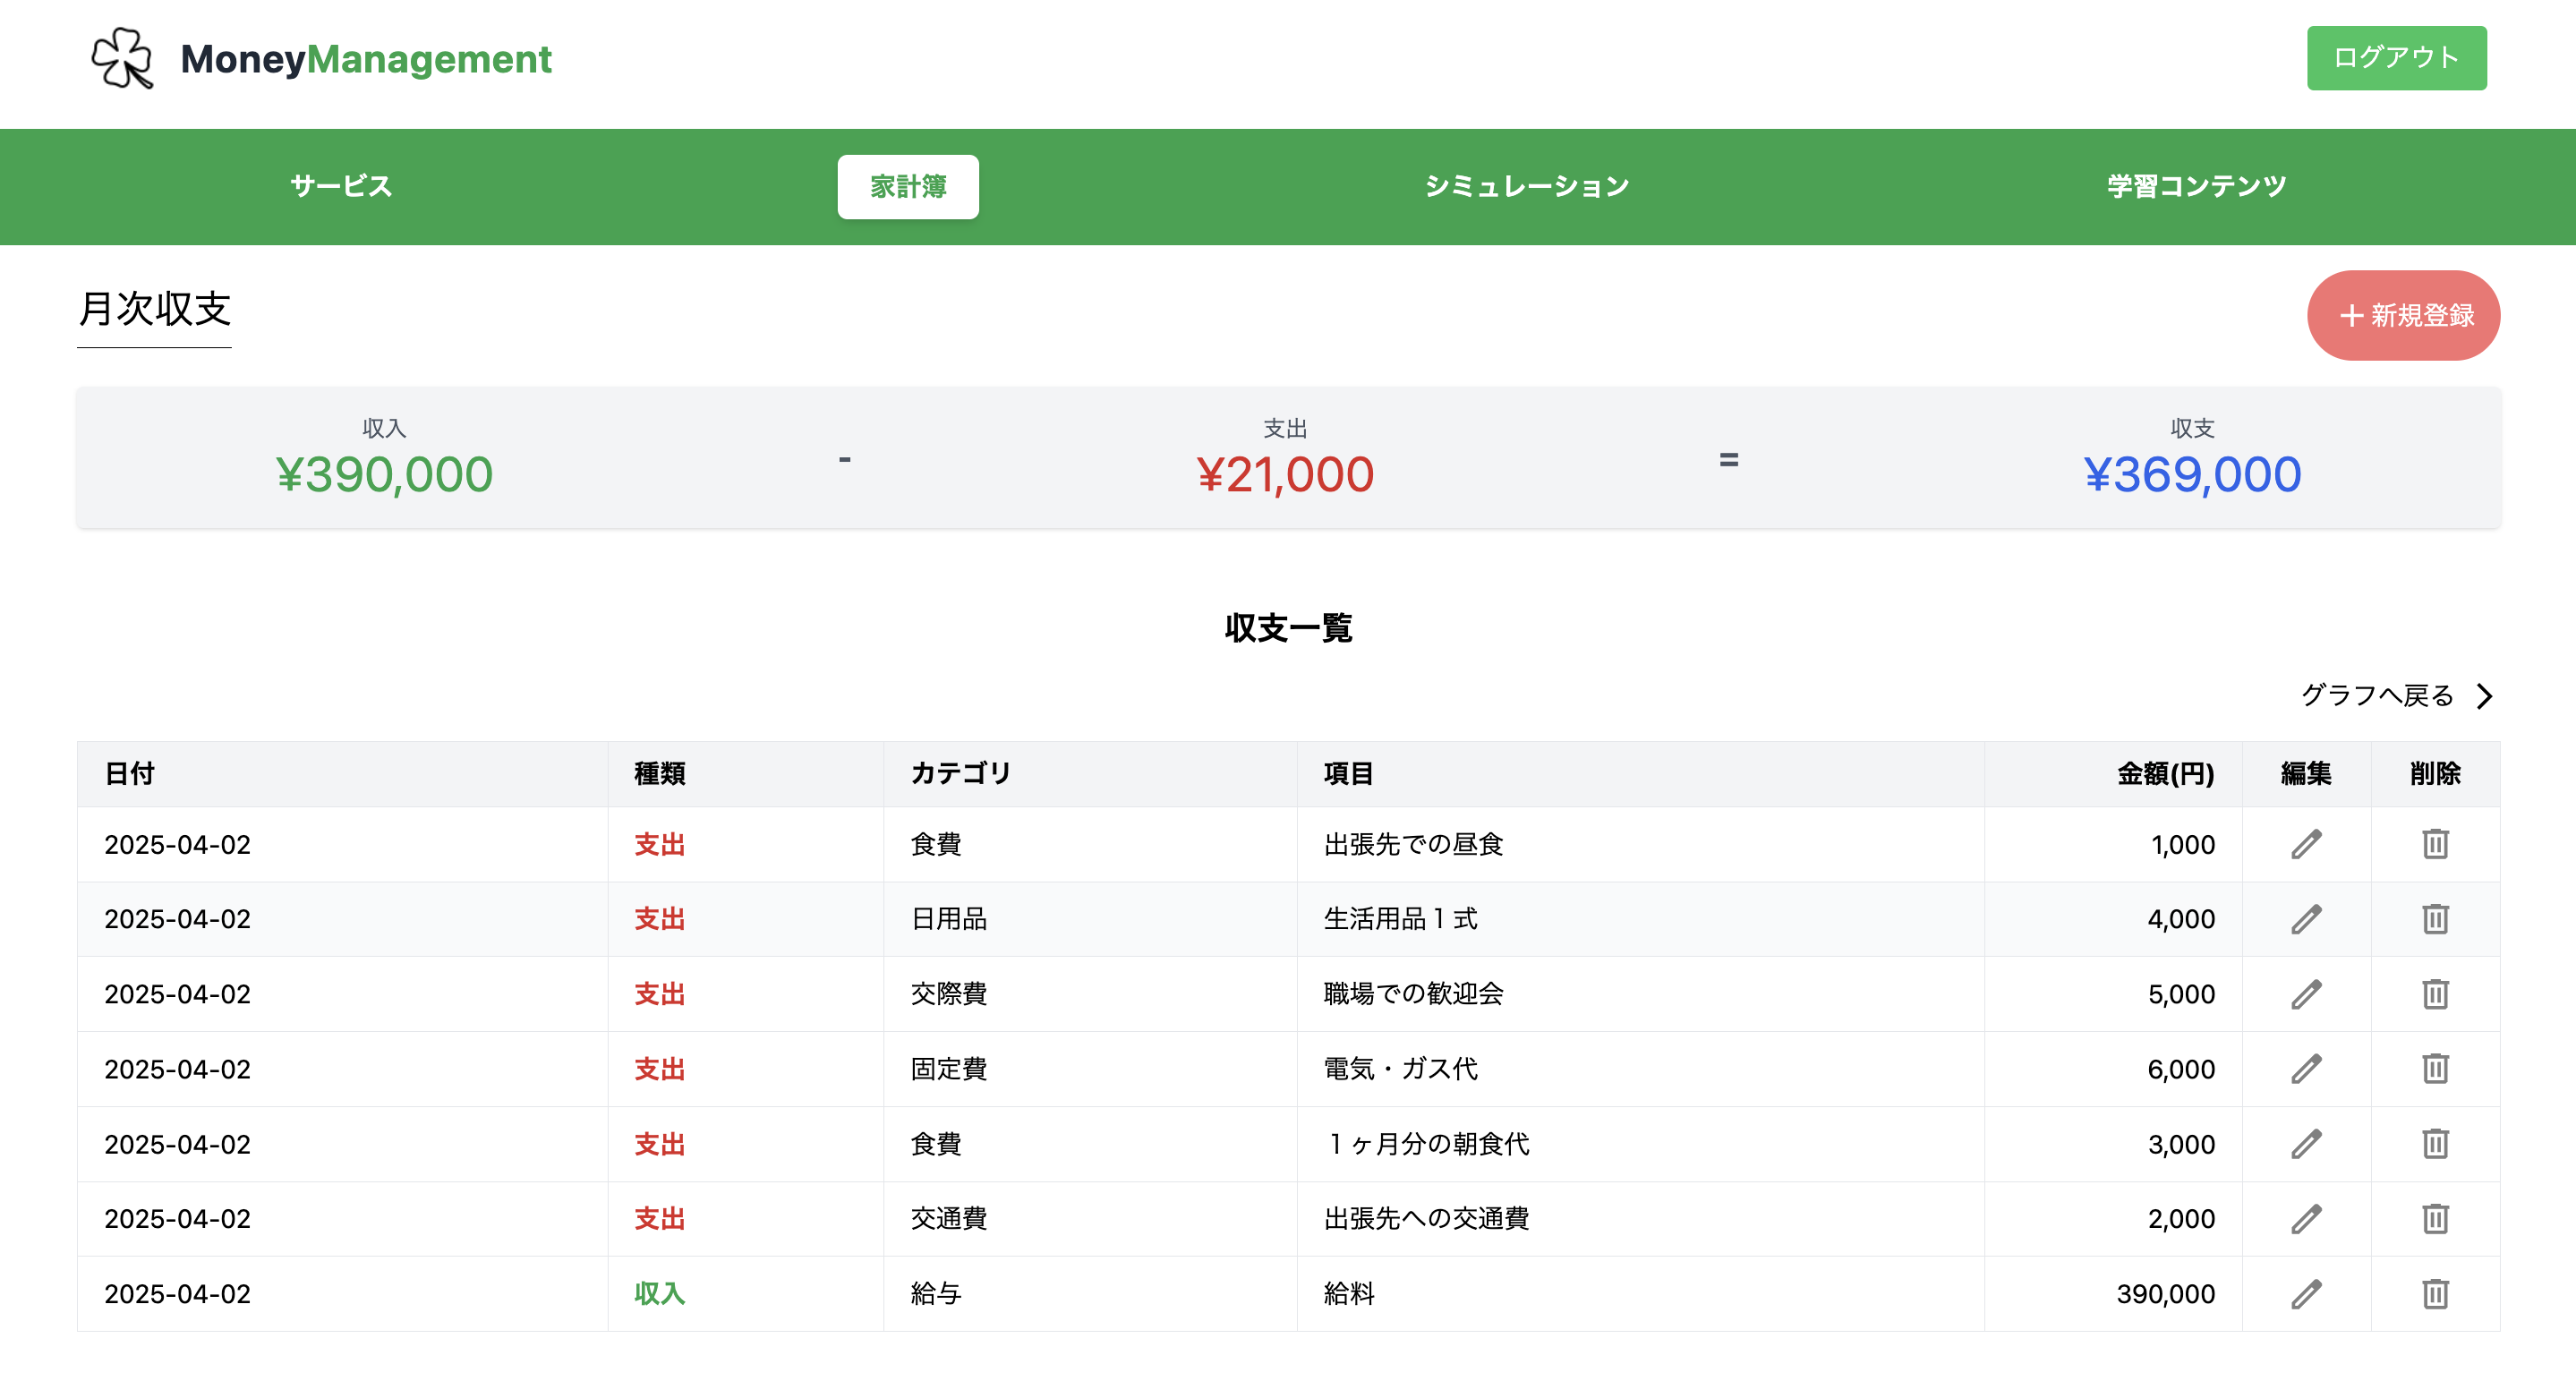 MoneyManagement
ログアウト
サービス
家計簿
シミュレーション
学習コンテンツ
月次収支
+新規登録
収入 支出 収支
¥390,000 - ¥21,000 = ¥369,000
収支一覧
グラフへ戻る
日付 種類 カテゴリ 項目 金額(円) 編集 削除
2025-04-02 支出 食費 出張先での昼食 1,000
2025-04-02 支出 日用品 生活用品1式 4,000
2025-04-02 支出 交際費 職場での歓迎会 5,000
2025-04-02 支出 固定費 電気・ガス代 6,000
2025-04-02 支出 食費 1ヶ月分の朝食代 3,000
2025-04-02 支出 交通費 出張先への交通費 2,000
2025-04-02 収入 給与 給料 390,000